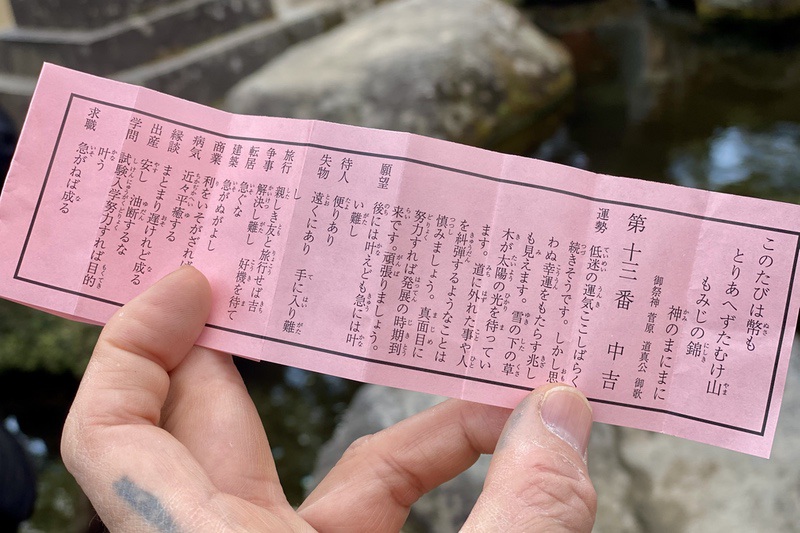 このたびは幣も
とりあへずたむけ山
もみじの錦
神のまにまに
御祭神 菅原 道真公 御歌
第十三番 中吉
運勢 低迷の運気ここしばらく
続きそうです。しかし思
わぬ幸運をもたらす兆し
も見えます。雪の下の草
木が太陽の光を待ってい
ます。道に外れた事や人
を糾弾するようなことは
慎みましょう。真面目に
努力すれば発展の時期到
来です。頑張りましょう。
願望 後には叶えども急には叶
い難し
待人 便りあり
失物 遠くにあり 手に入り難
し
旅行 親しき友と旅行せば吉
争事 解決し難し 好機を待て
転居 急ぐな
建築 急がぬがよし
商業 利をいそがざれ
病気 近々平癒する
縁談 まとまり遅けれど成る
出産 安し 油断するな
学問 試験入学努力すれば目的
叶う
求職 急がねば成る